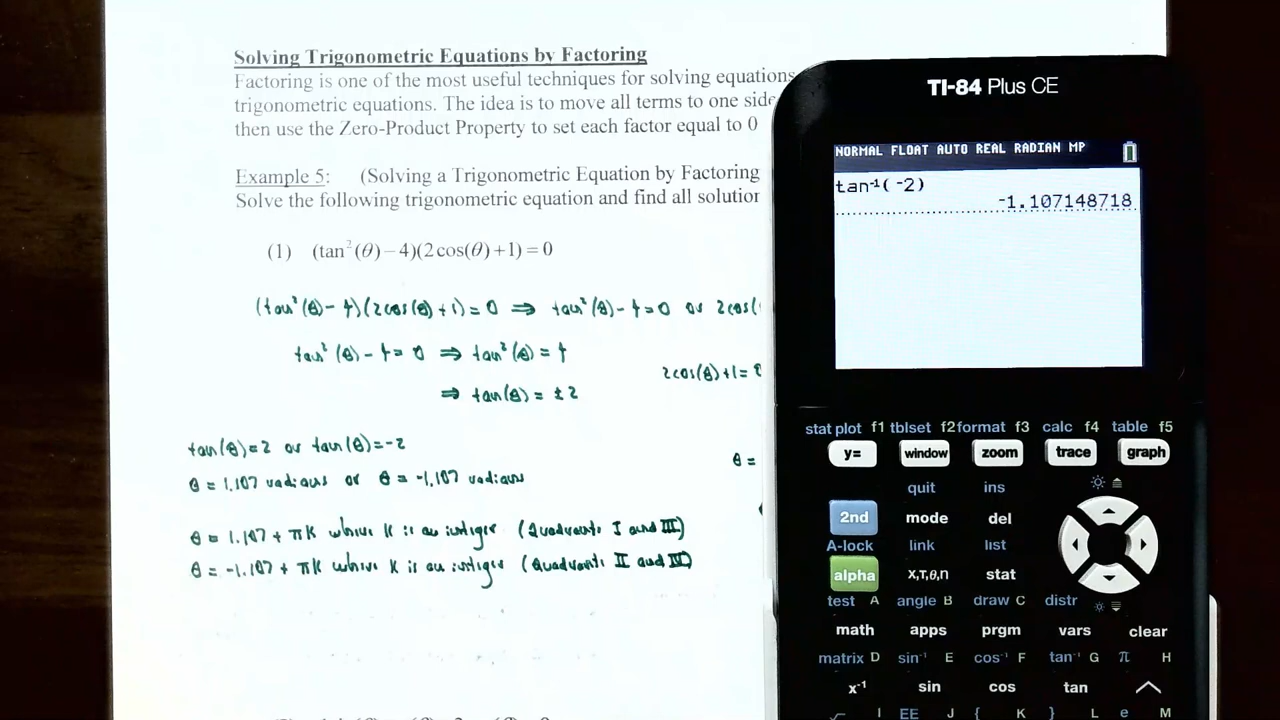 Solving Trigonometric Equations by Factoring
Factoring is one of the most useful techniques for solving equations
trigonometric equations. The idea is to move all terms to one side
then use the Zero-Product Property to set each factor equal to 0
Example 5: (Solving a Trigonometric Equation by Factoring
Solve the following trigonometric equation and find all solution
(1) (tan²(θ)−4)(2cos(θ)+1)=0
(tan²(θ)−4)(2cos(θ)+1)=0 ⇒ tan²(θ)−4=0 or 2cos(
tan²(θ)−4=0 ⇒ tan²(θ)=4
2cos(θ)+1=0
⇒ tan(θ)=±2
tan(θ)=2 or tan(θ)=-2
θ=
θ=1.107 radians or θ=-1.107 radians
θ=1.107+πk where k is an integer (Quadrants I and III)
θ=-1.107+πk where k is an integer (Quadrants II and IV)
TI-84 Plus CE
NORMAL FLOAT AUTO REAL RADIAN MP
tan⁻¹(-2)
-1.107148718
stat plot f1 tblset f2 format f3 calc f4 table f5
y= window zoom trace graph
quit ins
2nd mode del
A-lock link list
alpha X,T,θ,n stat
test A angle B draw C distr
math apps prgm vars clear
matrix D sin⁻¹ E cos⁻¹ F tan⁻¹ G π H
x⁻¹ sin cos tan ^
√ I EE J { K } L e M